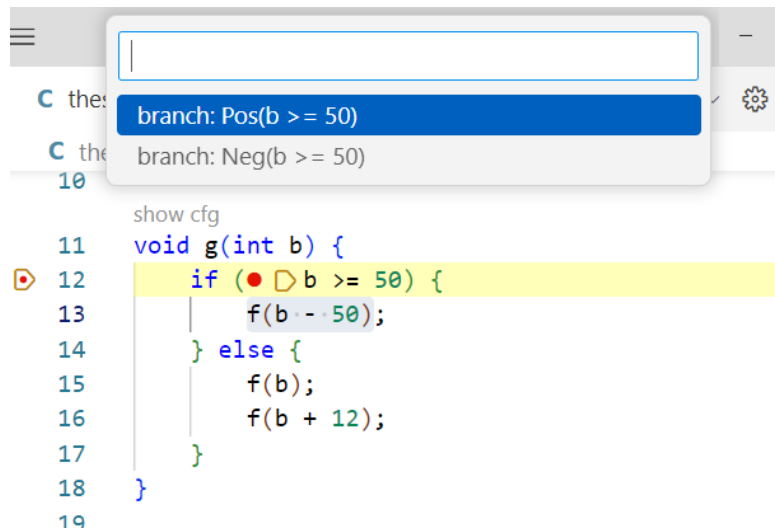 branch: Pos(b >= 50)
branch: Neg(b >= 50)
C thes
C the
10
show cfg
11 void g(int b) {
12 if (b >= 50) {
13 f(b - 50);
14 } else {
15 f(b);
16 f(b + 12);
17 }
18 }
19